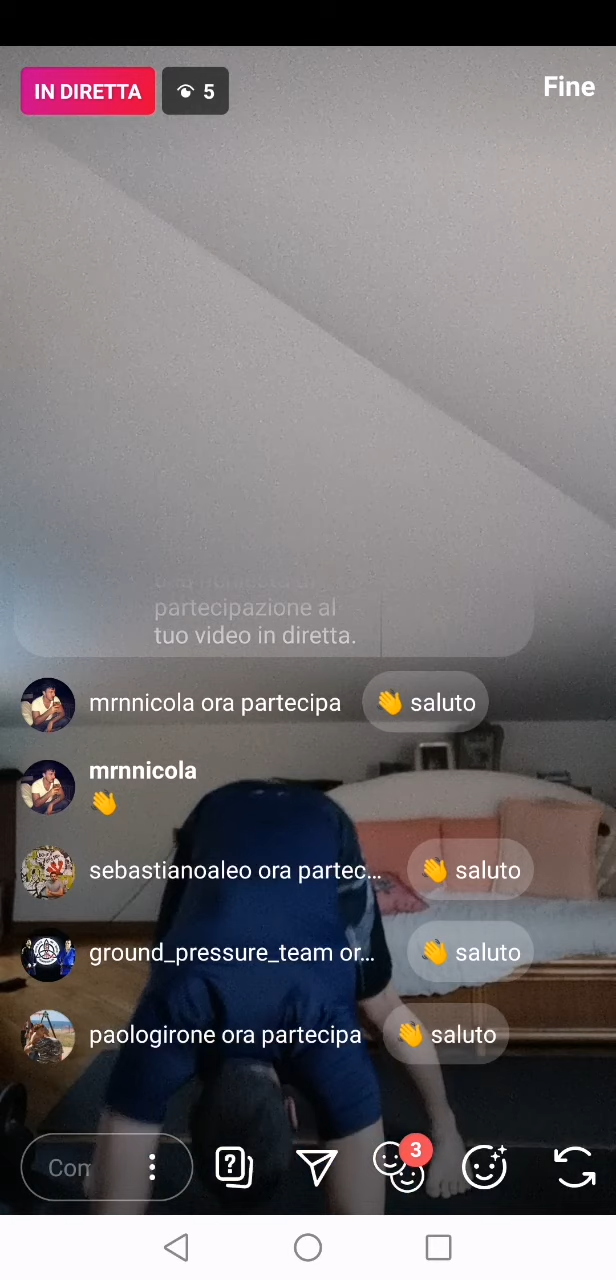 IN DIRETTA
5
Fine
partecipazione al
tuo video in diretta.
mrnnicola ora partecipa
saluto
mrnnicola
sebastianoaleo ora partec...
saluto
ground_pressure_team or...
saluto
paologirone ora partecipa
saluto
Com
3